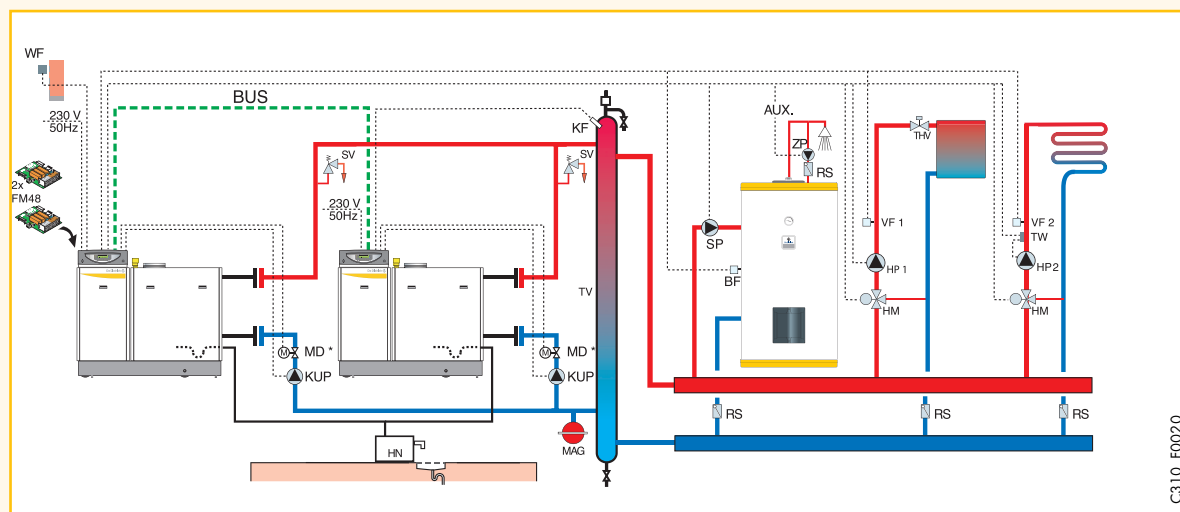 WF
230 V
50Hz
BUS
2x
FM48
SV
230 V
50Hz
SV
KF
AUX.
ZP
RS
THV
VF 1
VF 2
TW
SP
HP 1
HP2
BF
HM
HM
TV
M
MD *
M
MD *
KUP
KUP
MAG
HN
RS
RS
RS
C310_F0020